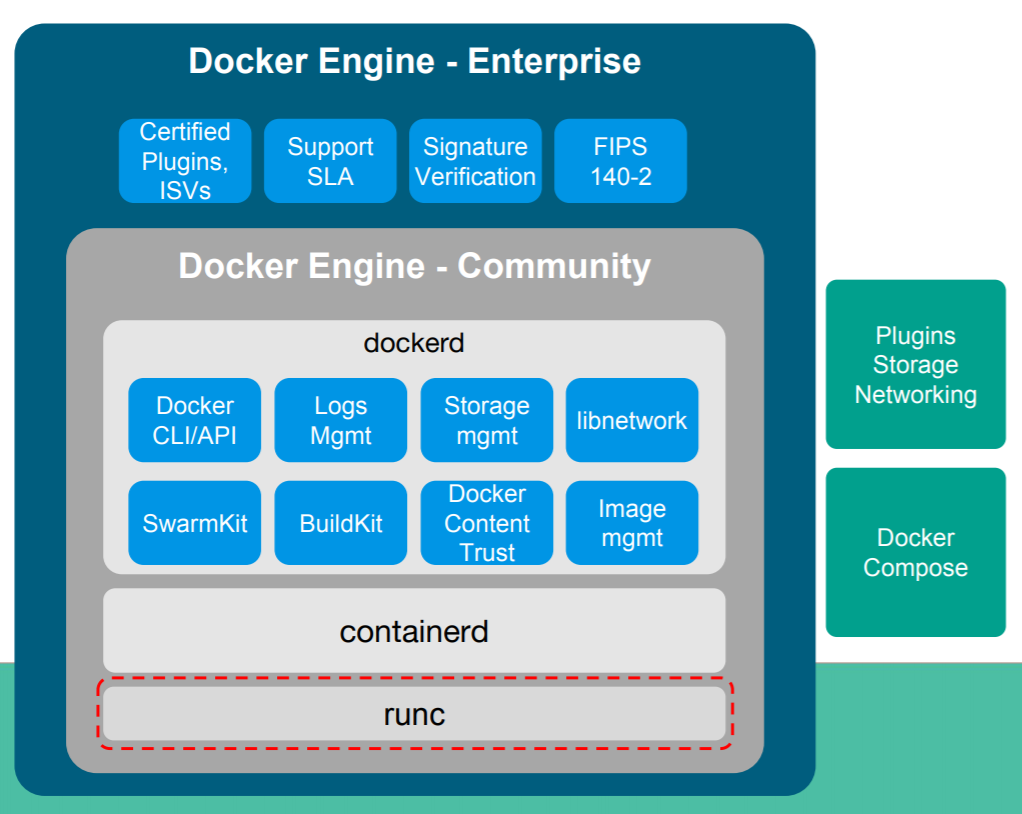 Docker Engine - Enterprise
Certified
Plugins,
ISVs
Support
SLA
Signature
Verification
FIPS
140-2
Docker Engine - Community
dockerd
Docker
CLI/API
Logs
Mgmt
Storage
mgmt
libnetwork
SwarmKit
BuildKit
Docker
Content
Trust
Image
mgmt
containerd
runc
Plugins
Storage
Networking
Docker
Compose